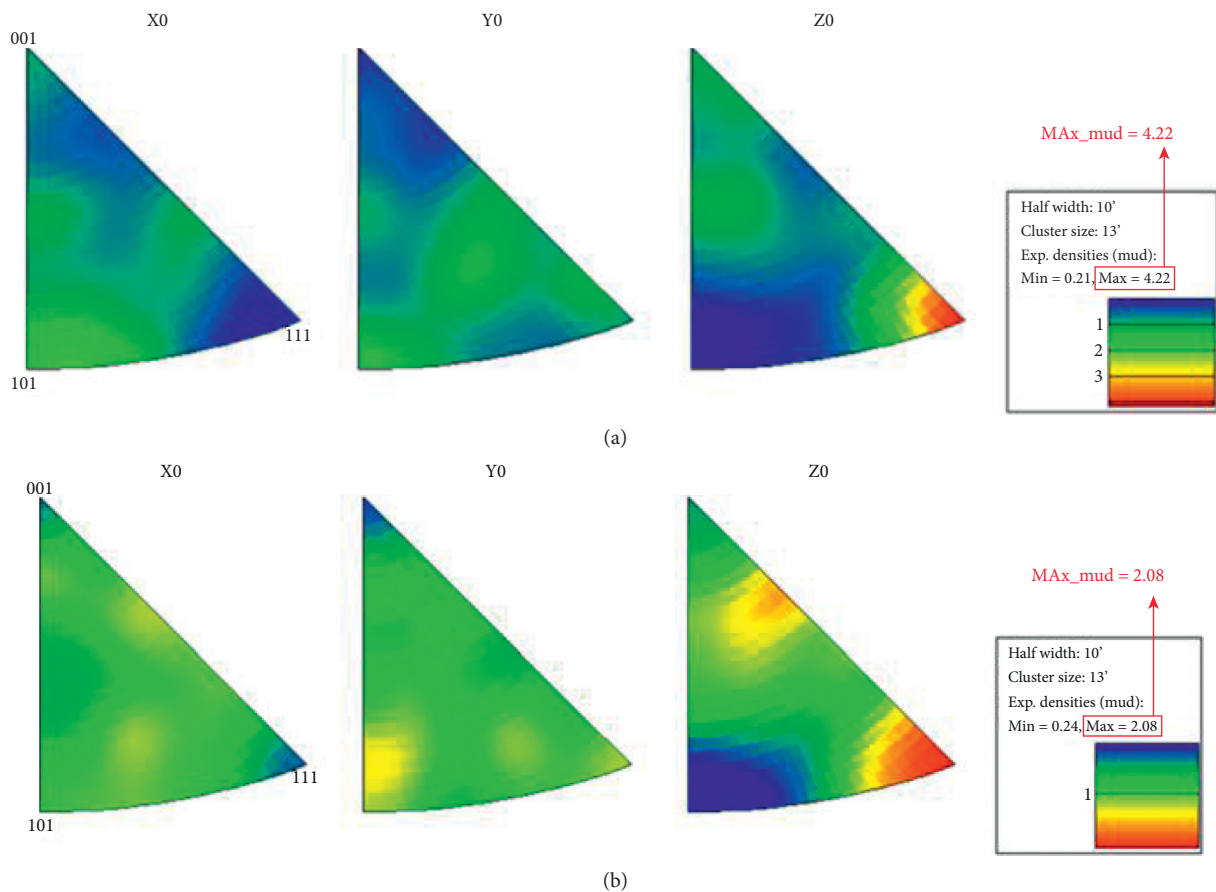 X0
Y0
Z0
001
111
101
MAx_mud = 4.22
Half width: 10'
Cluster size: 13'
Exp. densities (mud):
Min = 0.21, Max = 4.22
1
2
3
(a)
X0
Y0
Z0
001
111
101
MAx_mud = 2.08
Half width: 10'
Cluster size: 13'
Exp. densities (mud):
Min = 0.24, Max = 2.08
1
(b)